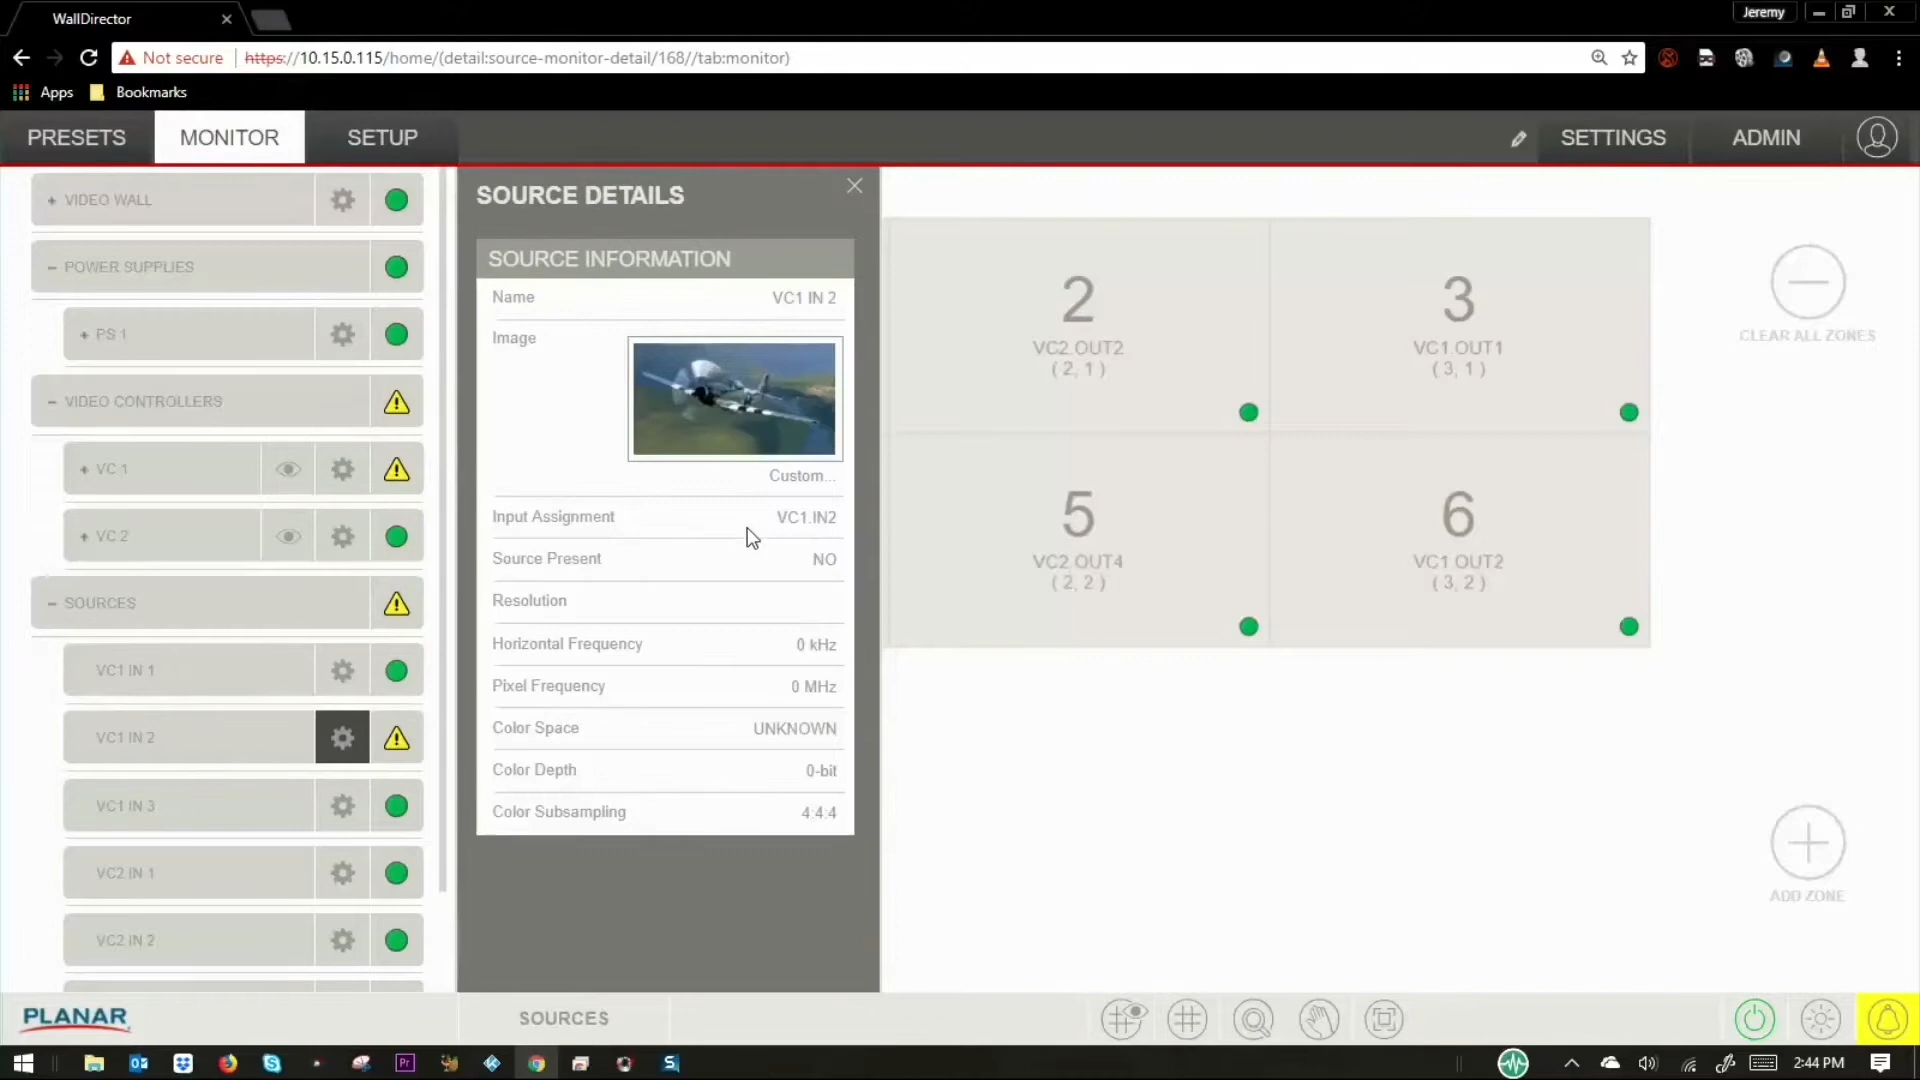 WallDirector
Jeremy
Not secure
https://10.15.0.115/home/(detail:source-monitor-detail/168//tab:monitor)
Apps
Bookmarks
PRESETS
MONITOR
SETUP
SETTINGS
ADMIN
+ VIDEO WALL
– POWER SUPPLIES
+ PS 1
– VIDEO CONTROLLERS
+ VC 1
+ VC 2
– SOURCES
VC1 IN 1
VC1 IN 2
VC1 IN 3
VC2 IN 1
VC2 IN 2
SOURCE DETAILS
SOURCE INFORMATION
Name VC1 IN 2
Image
Custom...
Input Assignment VC1.IN2
Source Present NO
Resolution
Horizontal Frequency 0 kHz
Pixel Frequency 0 MHz
Color Space UNKNOWN
Color Depth 0-bit
Color Subsampling 4:4:4
2
VC2.OUT2
( 2, 1 )
3
VC1.OUT1
( 3, 1 )
5
VC2.OUT4
( 2, 2 )
6
VC1.OUT2
( 3, 2 )
CLEAR ALL ZONES
ADD ZONE
PLANAR
SOURCES
Pr
2:44 PM